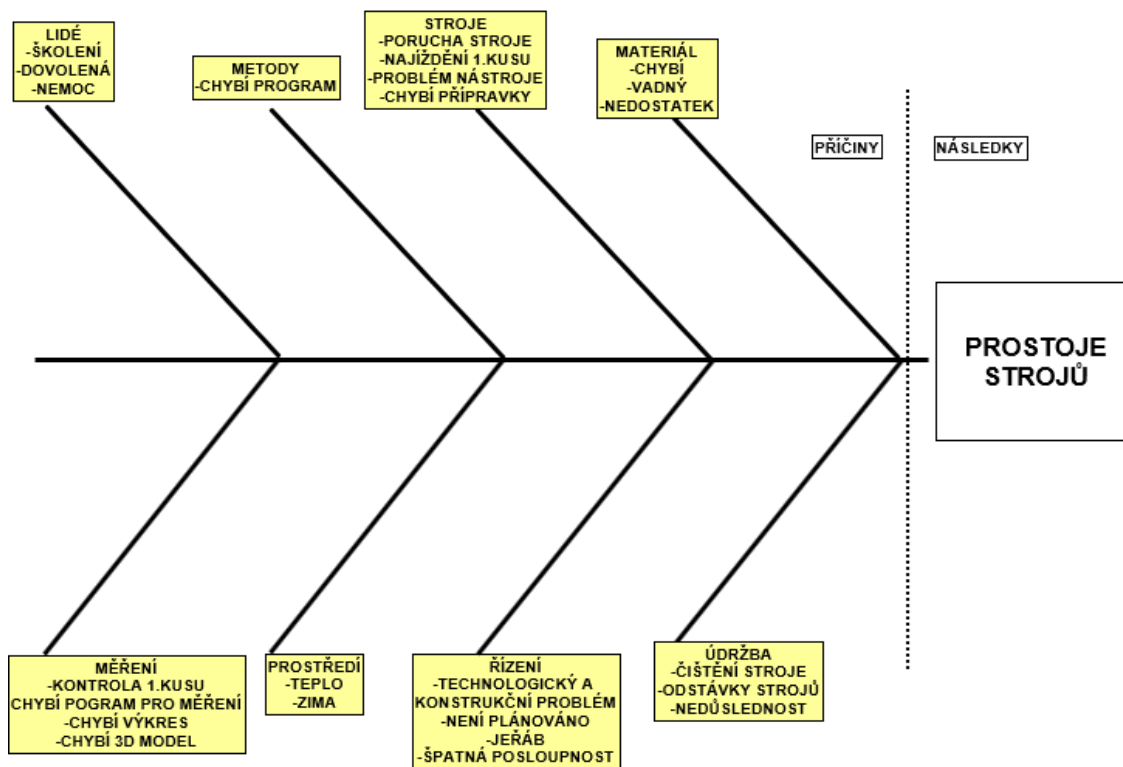 LIDÉ
-ŠKOLENÍ
-DOVOLENÁ
-NEMOC
METODY
-CHYBÍ PROGRAM
STROJE
-PORUCHA STROJE
-NAJÍŽDĚNÍ 1.KUSU
-PROBLÉM NÁSTROJE
-CHYBÍ PŘÍPRAVKY
MATERIÁL
-CHYBÍ
-VADNÝ
-NEDOSTATEK
PŘÍČINY
NÁSLEDKY
PROSTOJE
STROJŮ
MĚŘENÍ
-KONTROLA 1.KUSU
CHYBÍ POGRAM PRO MĚŘENÍ
-CHYBÍ VÝKRES
-CHYBÍ 3D MODEL
PROSTŘEDÍ
-TEPLO
-ZIMA
ŘÍZENÍ
-TECHNOLOGICKÝ A
KONSTRUKČNÍ PROBLÉM
-NENÍ PLÁNOVÁNO
-JEŘÁB
-ŠPATNÁ POSLOUPNOST
ÚDRŽBA
-ČIŠTĚNÍ STROJE
-ODSTÁVKY STROJŮ
-NEDŮSLEDNOST